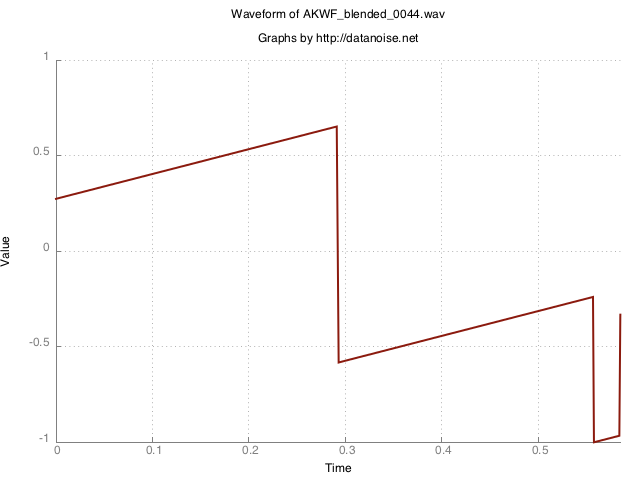 Waveform of AKWF_blended_0044.wav
Graphs by http://datanoise.net
1
0.5
0
-0.5
-1
Value
0
0.1
0.2
0.3
0.4
0.5
Time